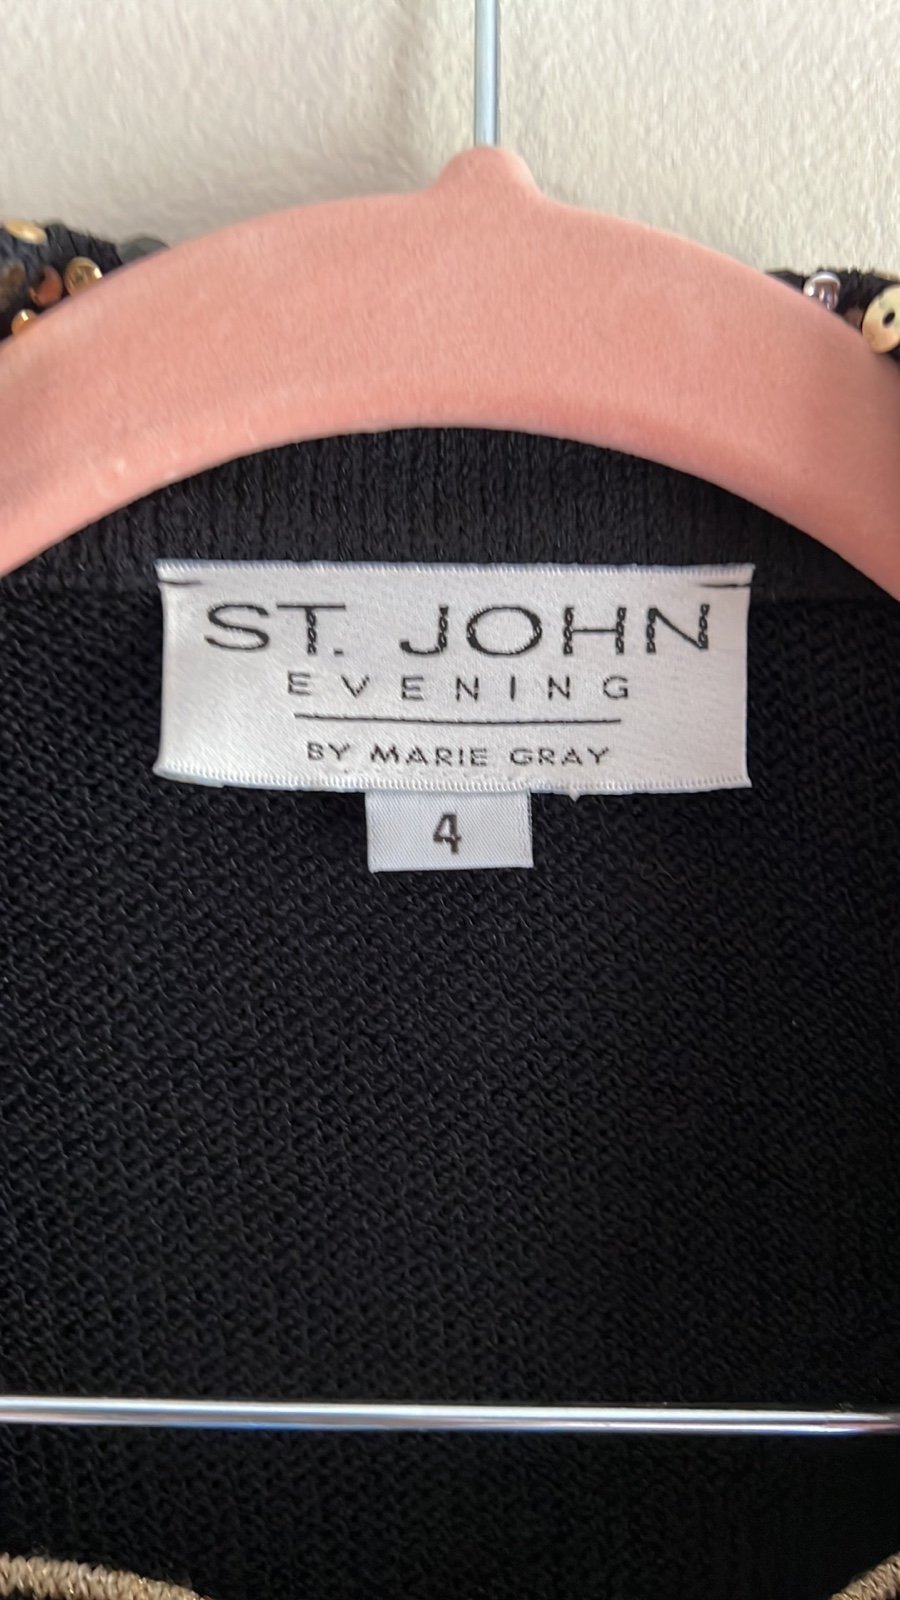 ST. JOHN
EVENING
BY MARIE GRAY
4